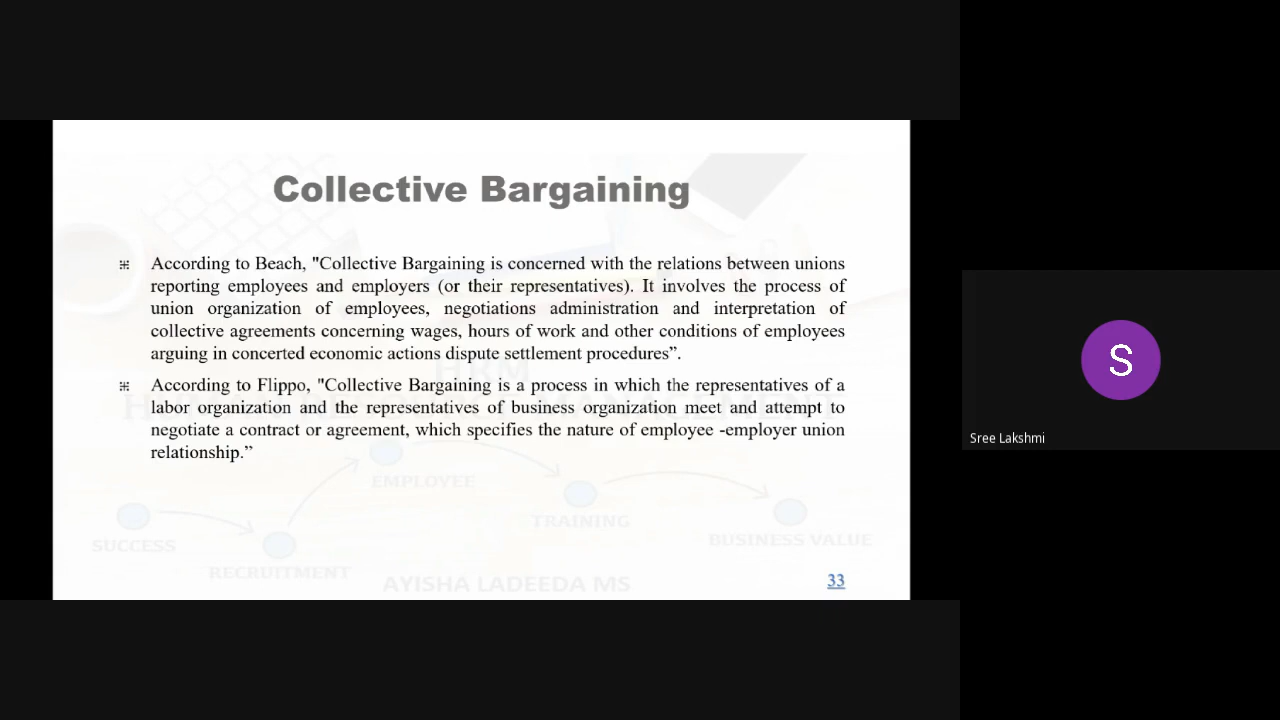 Collective Bargaining
According to Beach, "Collective Bargaining is concerned with the relations between unions
reporting employees and employers (or their representatives). It involves the process of
union organization of employees, negotiations administration and interpretation of
collective agreements concerning wages, hours of work and other conditions of employees
arguing in concerted economic actions dispute settlement procedures”.
According to Flippo, "Collective Bargaining is a process in which the representatives of a
labor organization and the representatives of business organization meet and attempt to
negotiate a contract or agreement, which specifies the nature of employee -employer union
relationship.”
HRM
HUMAN RESOURCE MANAGEMENT
EMPLOYEE
TRAINING
SUCCESS
BUSINESS VALUE
RECRUITMENT
AYISHA LADEEDA MS
33
S
Sree Lakshmi